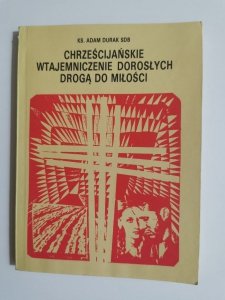 KS. ADAM DURAK SDB
CHRZEŚCIJAŃSKIE
WTAJEMNICZENIE DOROSŁYCH
DROGĄ DO MIŁOŚCI